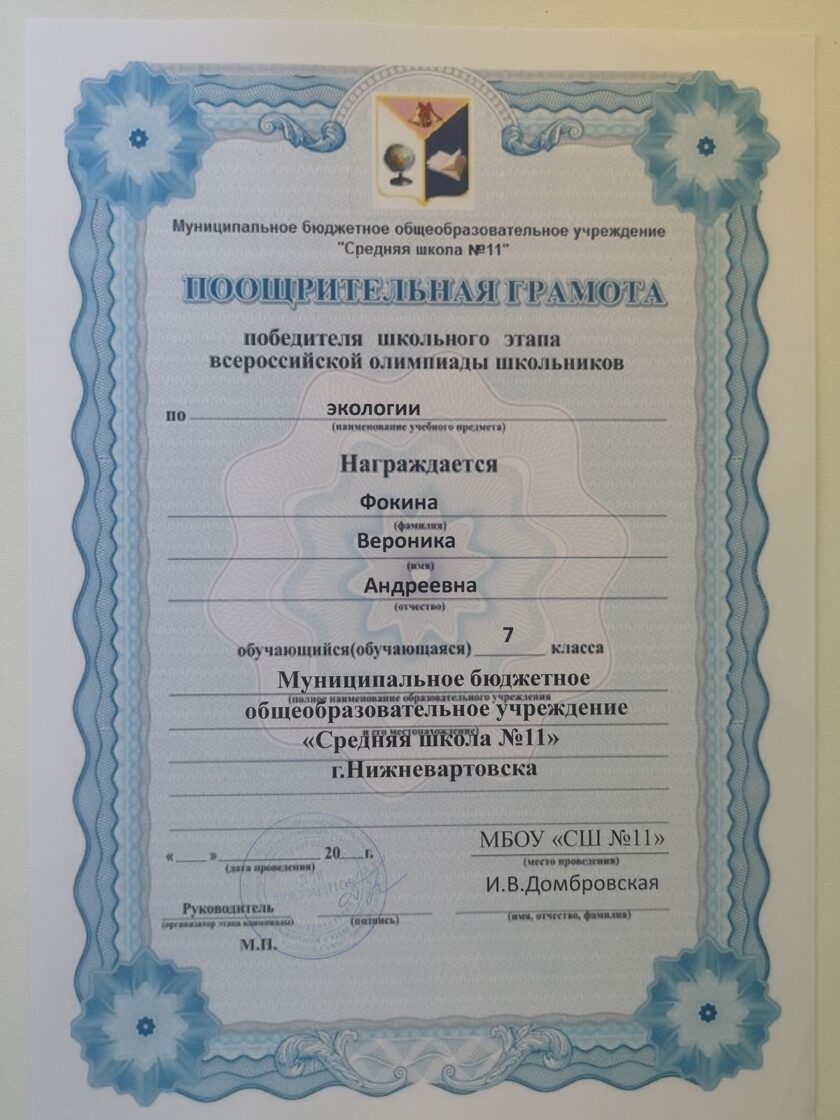 Муниципальное бюджетное общеобразовательное учреждение
"Средняя школа №11"
ПООЩРИТЕЛЬНАЯ ГРАМОТА
победителя школьного этапа
всероссийской олимпиады школьников
по экологии
(наименование учебного предмета)
Награждается
Фокина
(фамилия)
Вероника
(имя)
Андреевна
(отчество)
обучающийся(обучающаяся) 7 класса
Муниципальное бюджетное
(полное наименование образовательного учреждения
общеобразовательное учреждение
и его местонахождение)
«Средняя школа №11»
г.Нижневартовска
МБОУ «СШ №11»
«___»__________ 20___г.
(дата проведения)
(место проведения)
И.В.Домбровская
Руководитель
(организатор этапа олимпиады)
(подпись)
(имя, отчество, фамилия)
М.П.